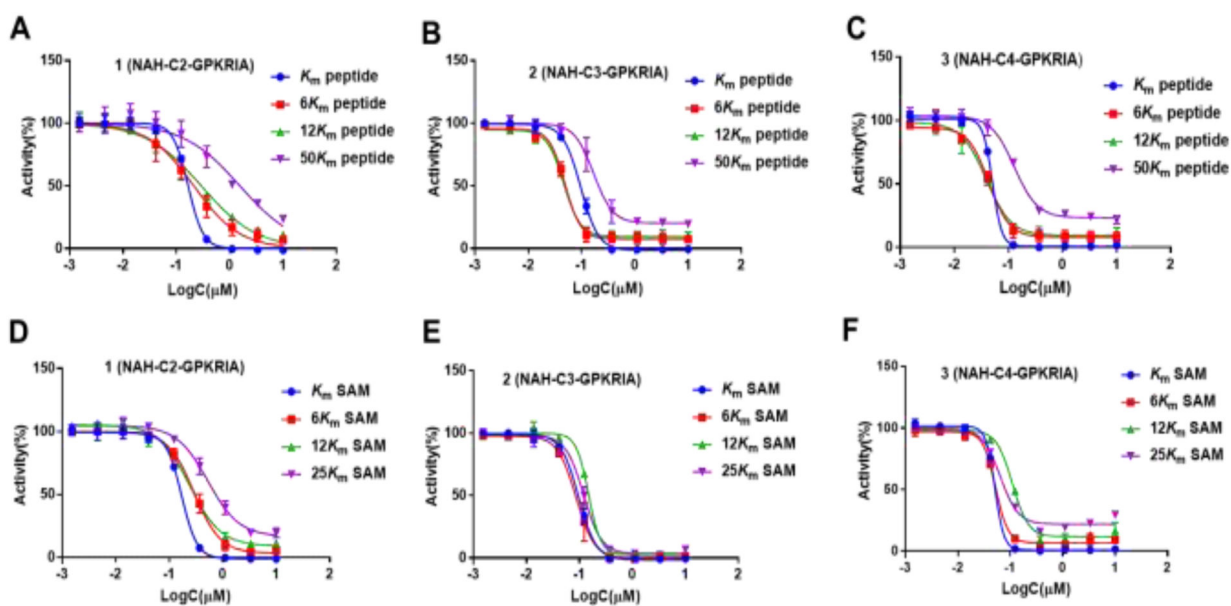 A
1 (NAH-C2-GPKRIA)
Km peptide
6Km peptide
12Km peptide
50Km peptide
Activity(%)
150
100
50
0
-3 -2 -1 0 1 2
LogC(μM)
B
2 (NAH-C3-GPKRIA)
Km peptide
6Km peptide
12Km peptide
50Km peptide
Activity(%)
150
100
50
0
-3 -2 -1 0 1 2
LogC(μM)
C
3 (NAH-C4-GPKRIA)
Km peptide
6Km peptide
12Km peptide
50Km peptide
Activity(%)
150
100
50
0
-3 -2 -1 0 1 2
LogC(μM)
D
1 (NAH-C2-GPKRIA)
Km SAM
6Km SAM
12Km SAM
25Km SAM
Activity(%)
150
100
50
0
-3 -2 -1 0 1 2
LogC(μM)
E
2 (NAH-C3-GPKRIA)
Km SAM
6Km SAM
12Km SAM
25Km SAM
Activity(%)
150
100
50
0
-3 -2 -1 0 1 2
LogC(μM)
F
3 (NAH-C4-GPKRIA)
Km SAM
6Km SAM
12Km SAM
25Km SAM
Activity(%)
150
100
50
0
-3 -2 -1 0 1 2
LogC(μM)